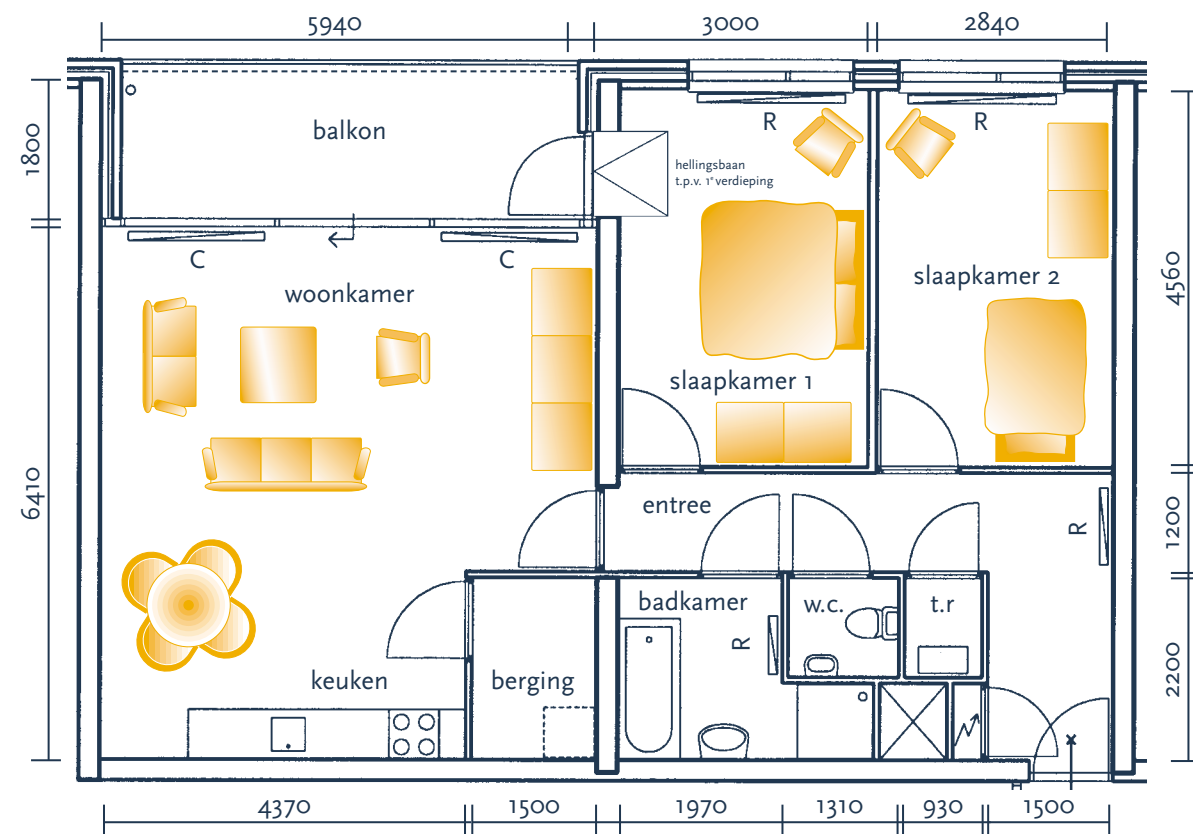 5940
3000
2840
1800
balkon
R
R
hellingsbaan
t.p.v. 1e verdieping
C
C
woonkamer
slaapkamer 2
4560
slaapkamer 1
6410
entree
R
1200
badkamer
w.c.
t.r
R
keuken
berging
2200
4370
1500
1970
1310
930
1500